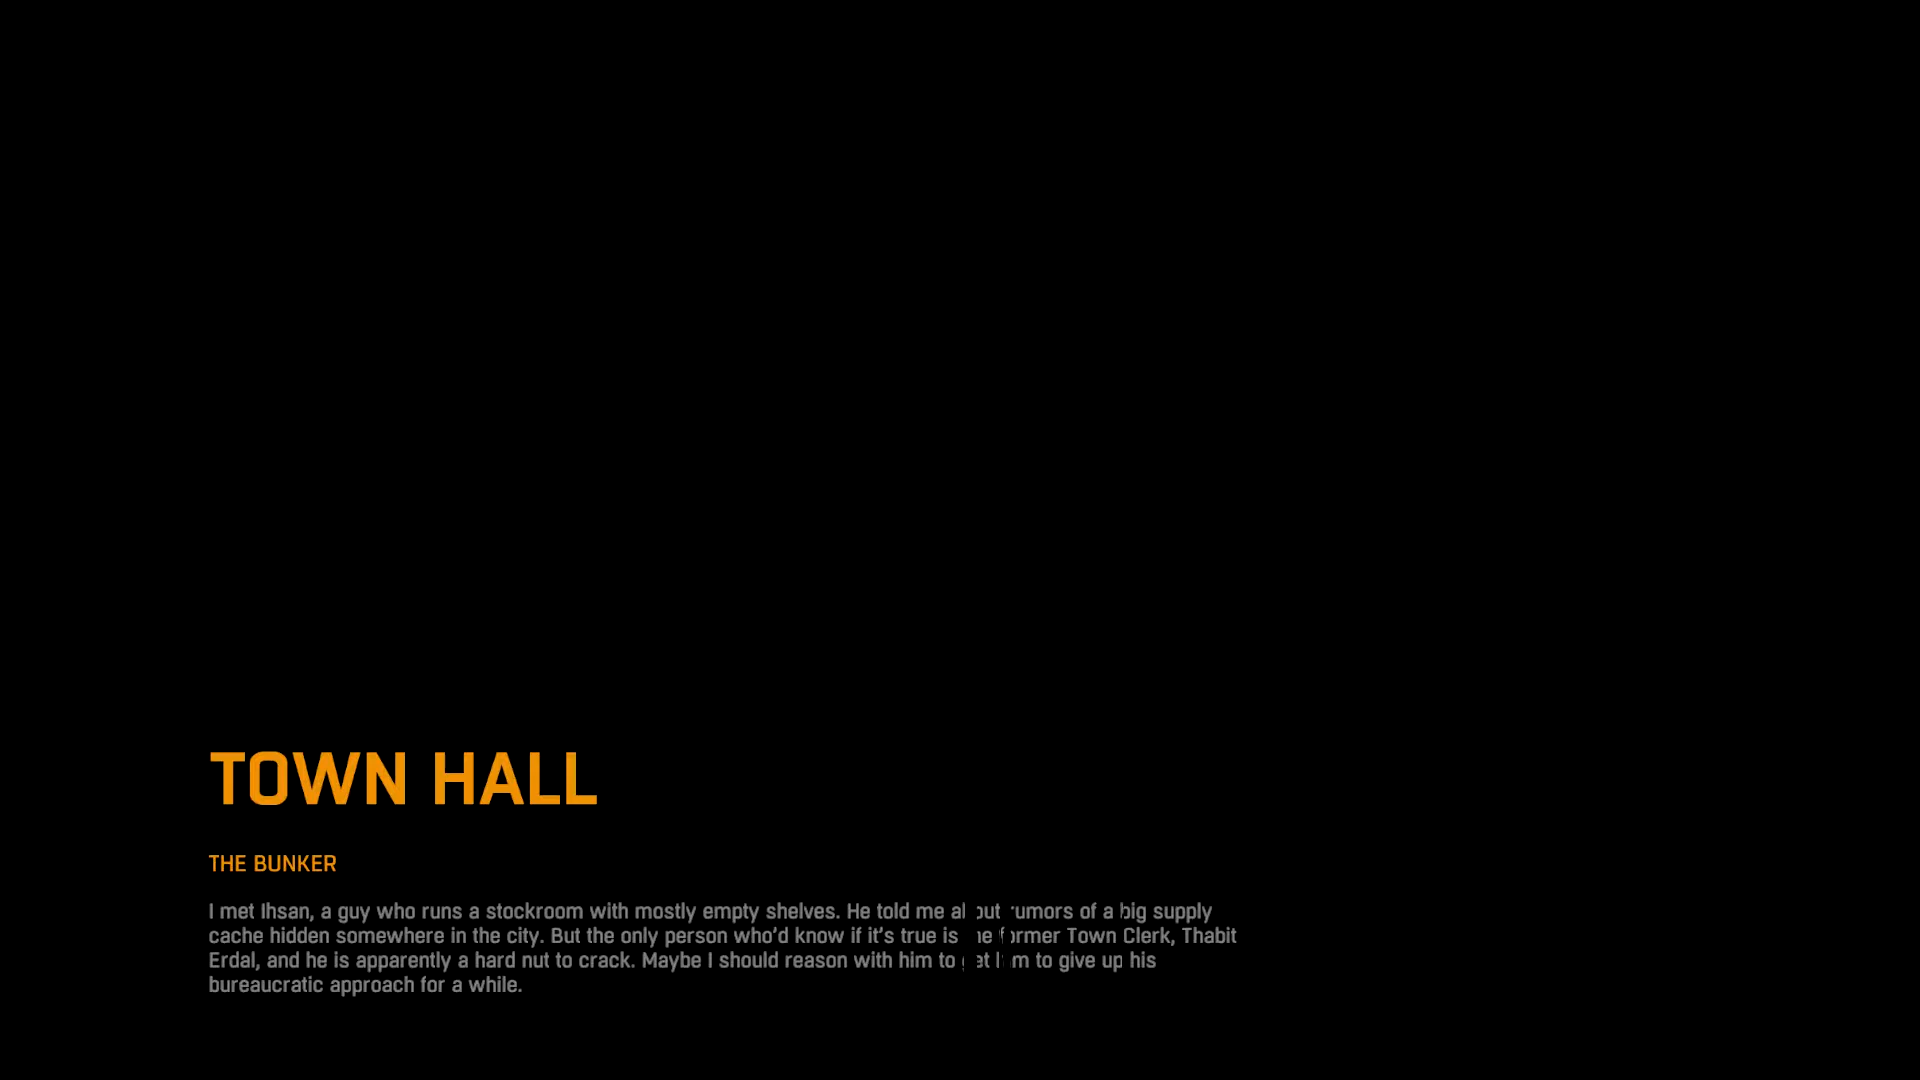 TOWN HALL
THE BUNKER
I met Ihsan, a guy who runs a stockroom with mostly empty shelves. He told me about rumors of a big supply
cache hidden somewhere in the city. But the only person who'd know if it's true is the former Town Clerk, Thabit
Erdal, and he is apparently a hard nut to crack. Maybe I should reason with him to get him to give up his
bureaucratic approach for a while.